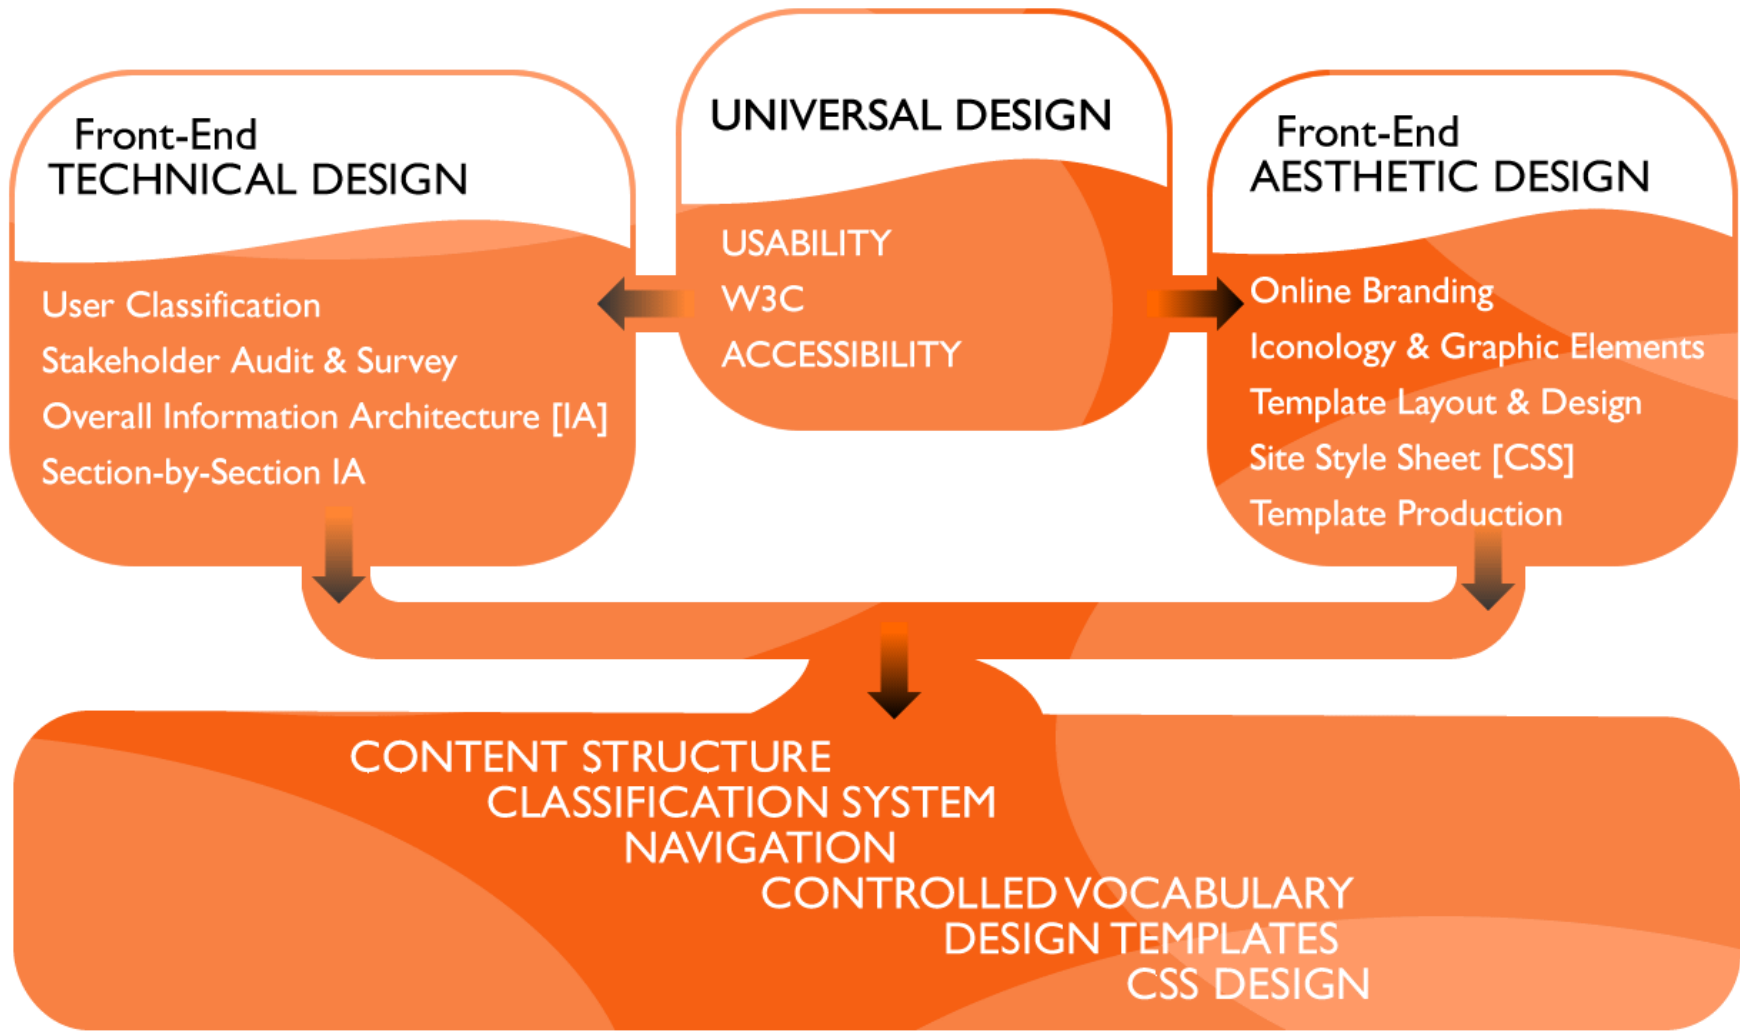 Front-End
TECHNICAL DESIGN
User Classification
Stakeholder Audit & Survey
Overall Information Architecture [IA]
Section-by-Section IA
UNIVERSAL DESIGN
USABILITY
W3C
ACCESSIBILITY
Front-End
AESTHETIC DESIGN
Online Branding
Iconology & Graphic Elements
Template Layout & Design
Site Style Sheet [CSS]
Template Production
CONTENT STRUCTURE
CLASSIFICATION SYSTEM
NAVIGATION
CONTROLLED VOCABULARY
DESIGN TEMPLATES
CSS DESIGN